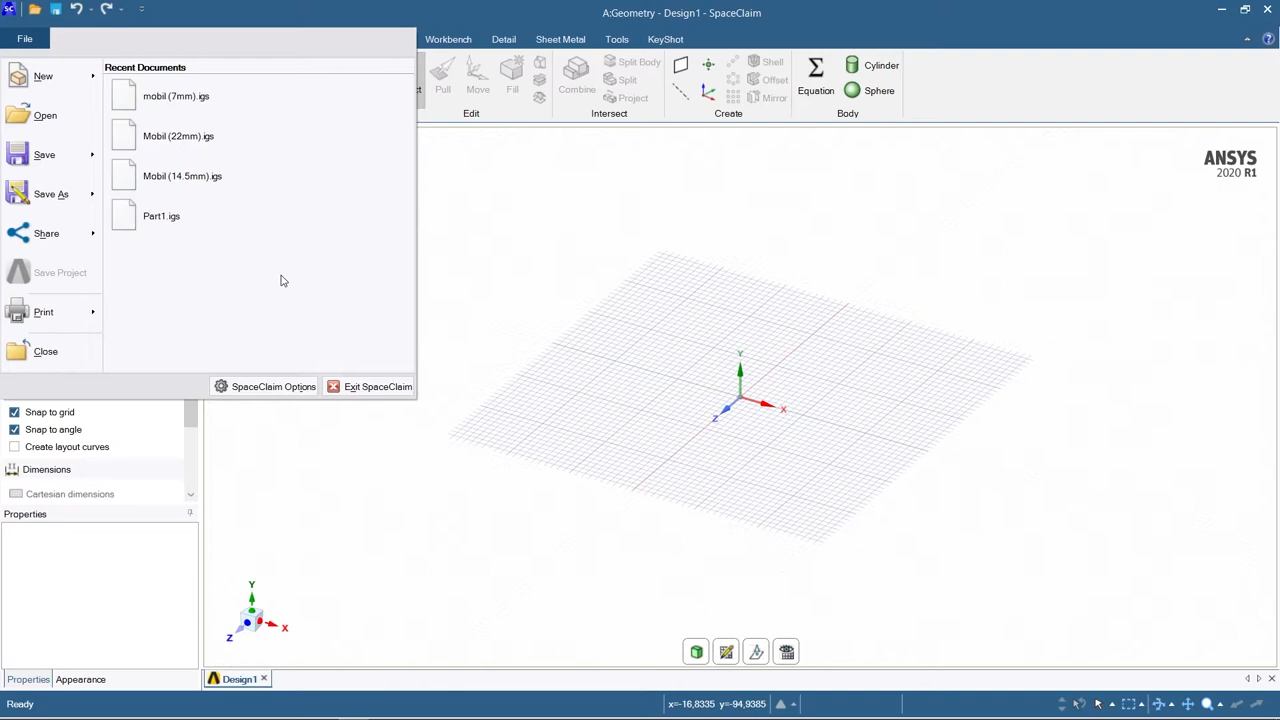 SC
A:Geometry - Design1 - SpaceClaim
File
Workbench
Detail
Sheet Metal
Tools
KeyShot
New
Open
Save
Save As
Share
Save Project
Print
Close
Recent Documents
mobil (7mm).igs
Mobil (22mm).igs
Mobil (14.5mm).igs
Part1.igs
SpaceClaim Options
Exit SpaceClaim
Pull
Move
Fill
Edit
Combine
Split Body
Split
Project
Intersect
Shell
Offset
Mirror
Create
Equation
Cylinder
Sphere
Body
ANSYS
2020 R1
Snap to grid
Snap to angle
Create layout curves
Dimensions
Cartesian dimensions
Properties
Y
X
Z
Y
X
Z
Properties
Appearance
Design1
Ready
x=-16,8335 y=-94,9385